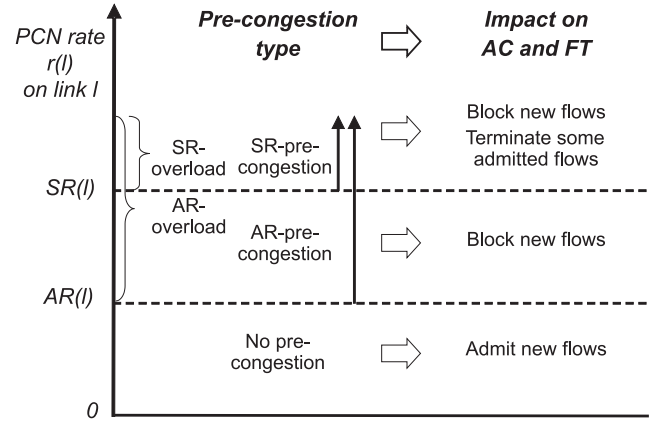 PCN rate
r(l)
on link l
Pre-congestion
type
Impact on
AC and FT
Block new flows
Terminate some
admitted flows
SR-
overload
SR-pre-
congestion
SR(l)
AR-
overload
AR-pre-
congestion
Block new flows
AR(l)
No pre-
congestion
Admit new flows
0